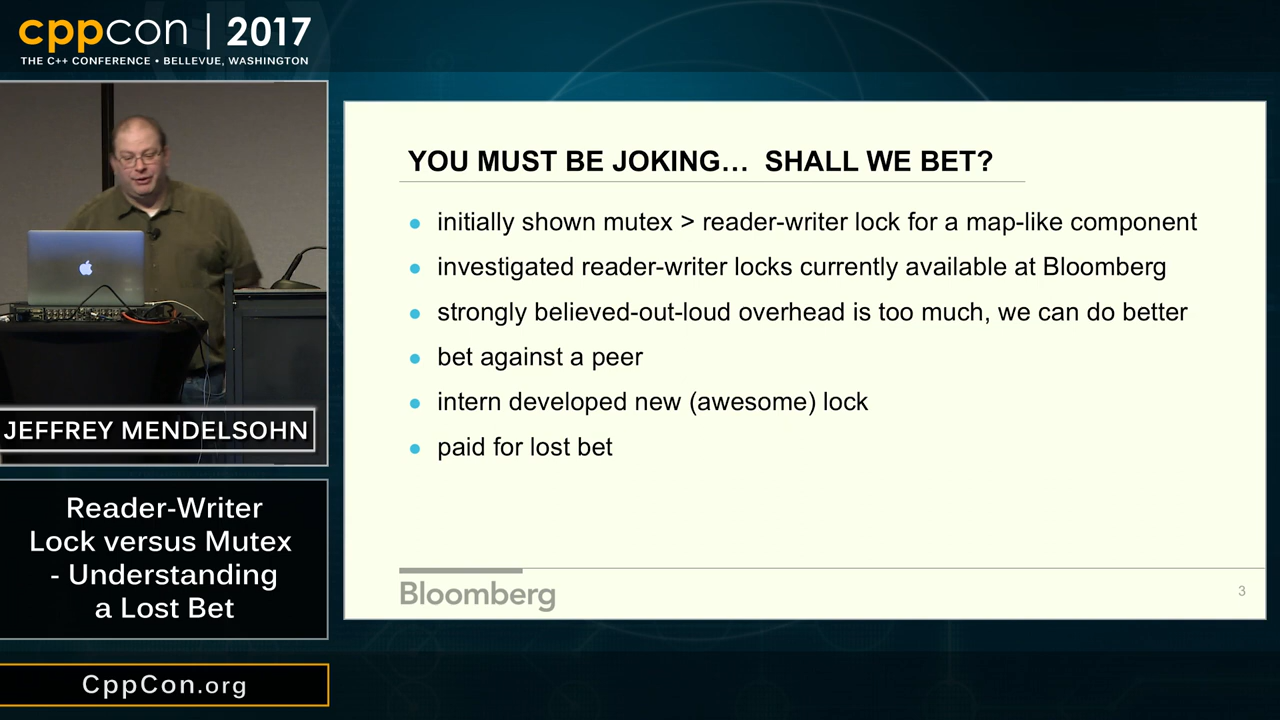 cppcon | 2017
THE C++ CONFERENCE • BELLEVUE, WASHINGTON
JEFFREY MENDELSOHN
Reader-Writer
Lock versus Mutex
- Understanding
a Lost Bet
CppCon.org
YOU MUST BE JOKING… SHALL WE BET?
● initially shown mutex > reader-writer lock for a map-like component
● investigated reader-writer locks currently available at Bloomberg
● strongly believed-out-loud overhead is too much, we can do better
● bet against a peer
● intern developed new (awesome) lock
● paid for lost bet
Bloomberg
3